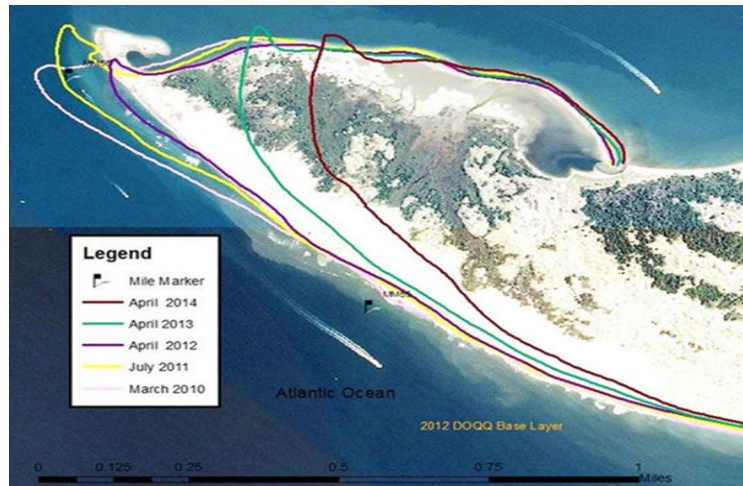 Legend
Mile Marker
April 2014
April 2013
April 2012
July 2011
March 2010
Atlantic Ocean
2012 DOQQ Base Layer
0 0.125 0.25 0.5 0.75 1
Miles